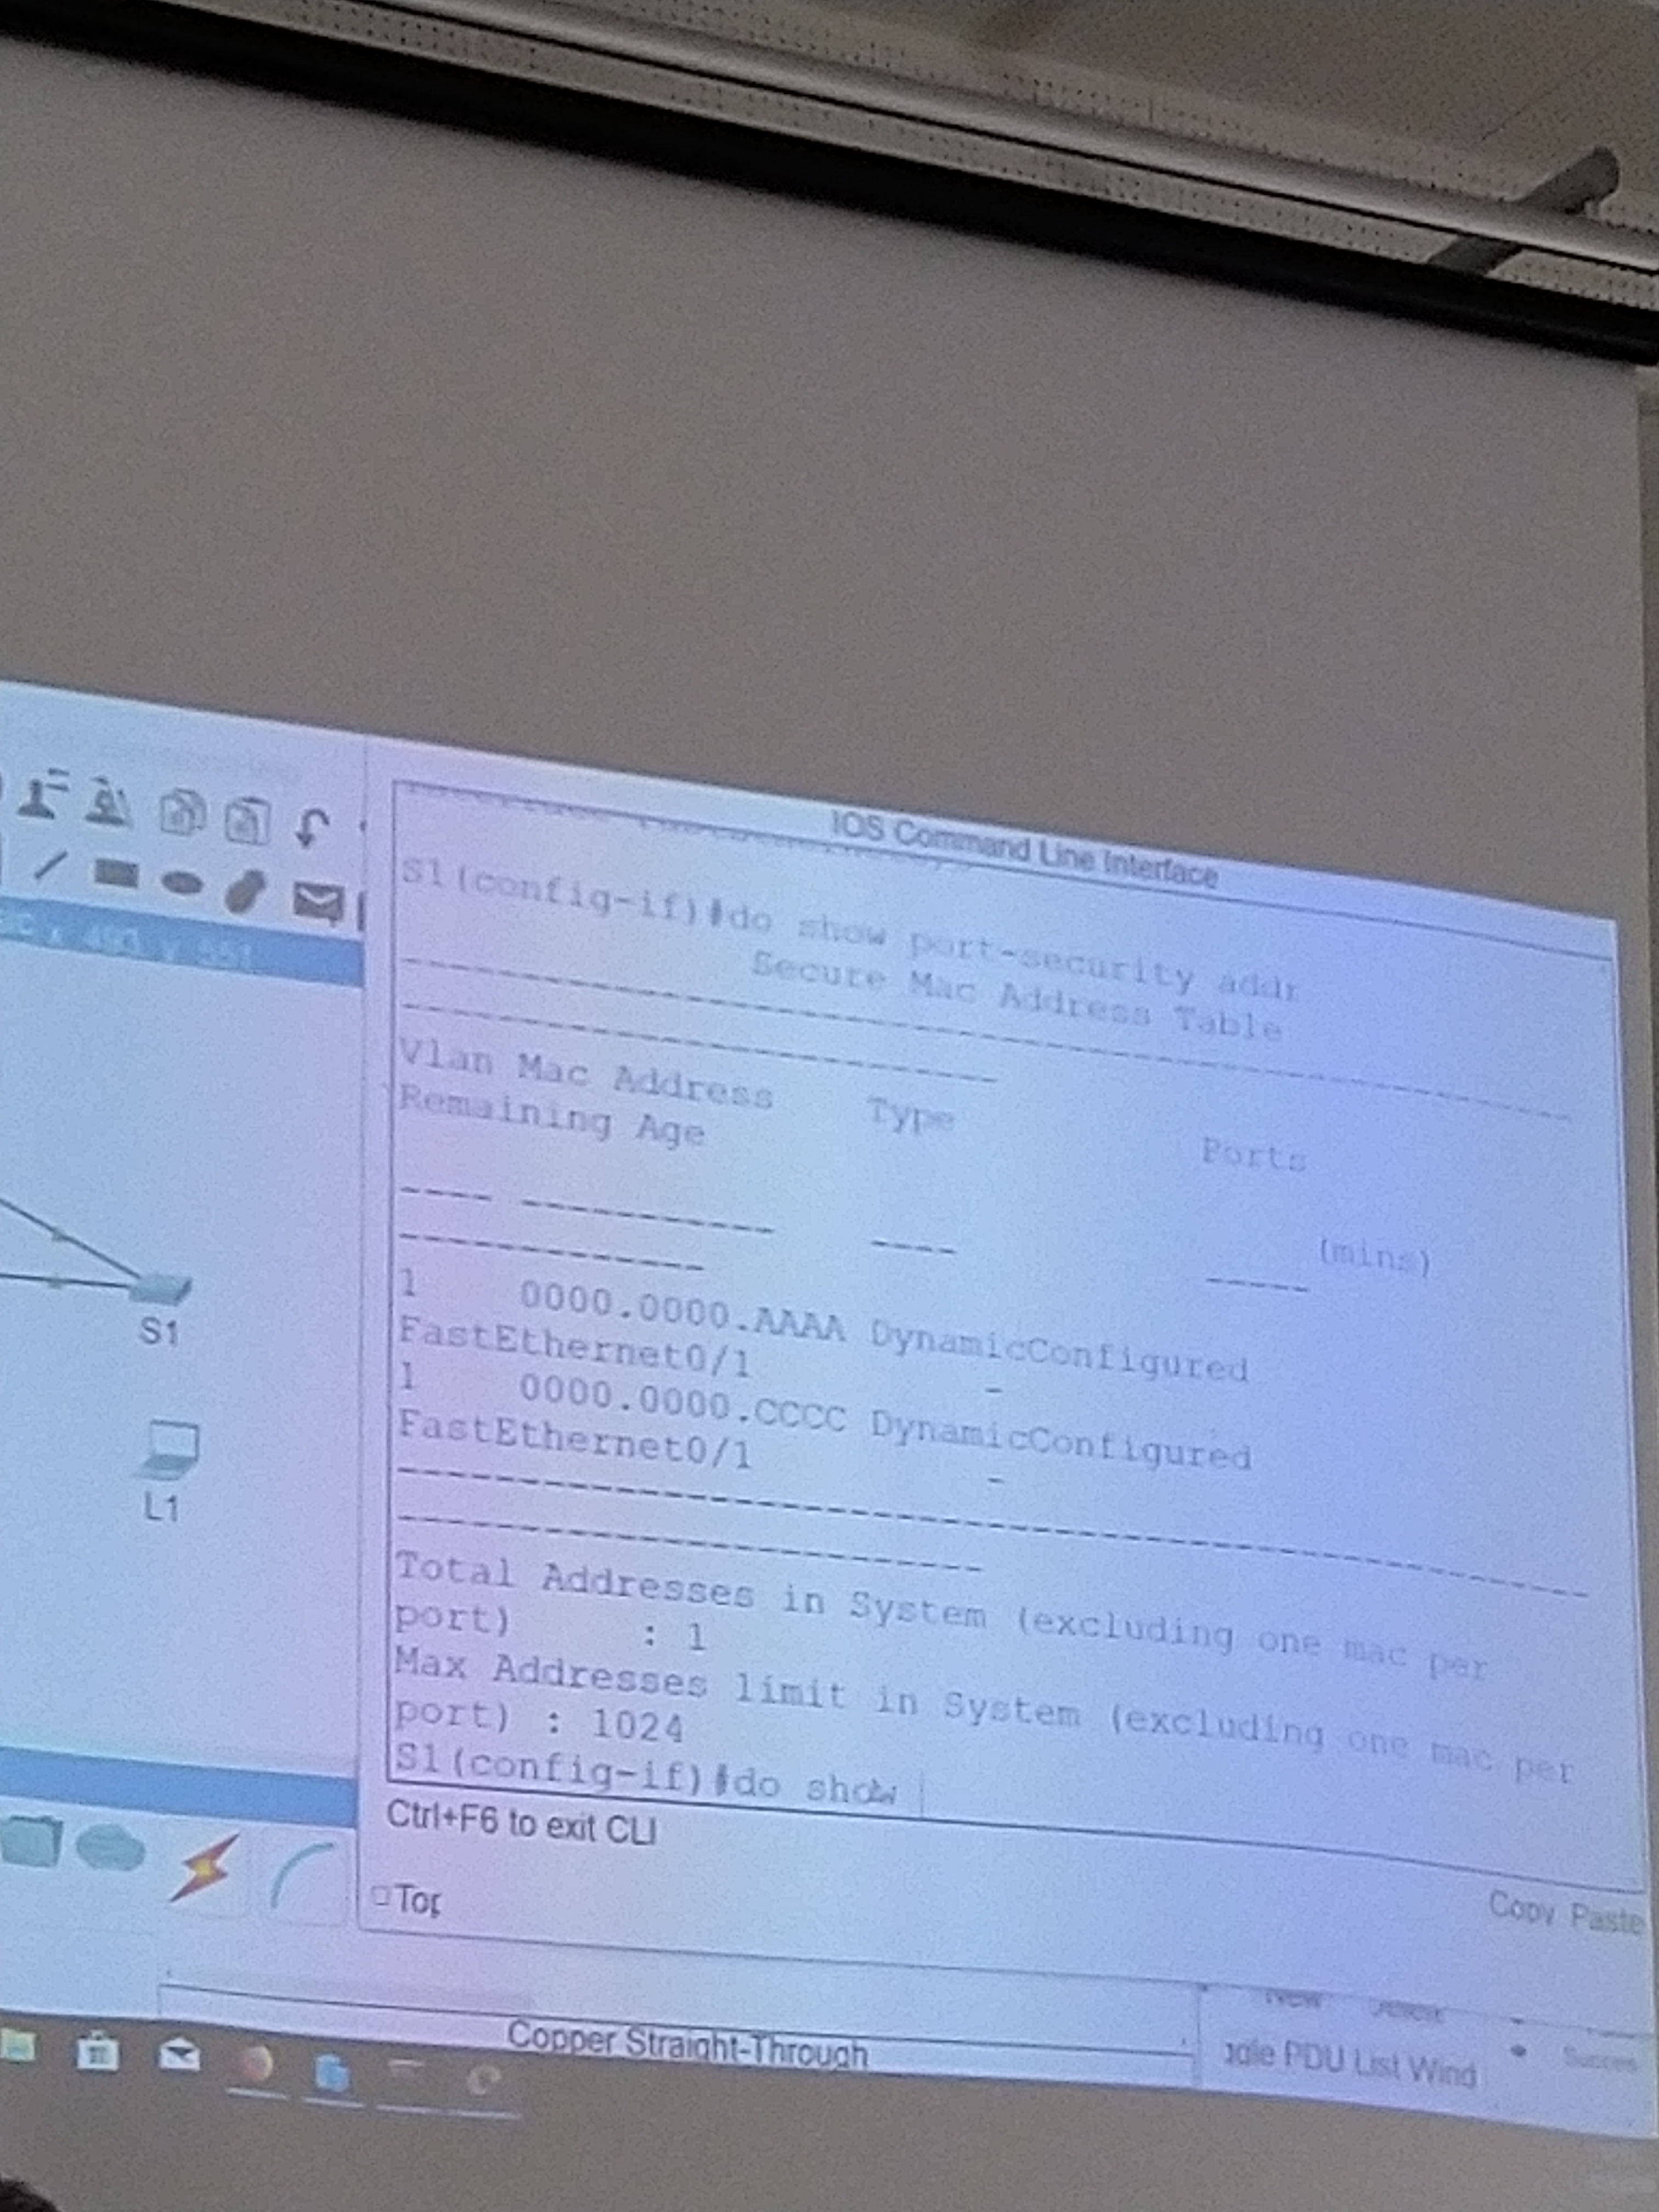 IOS Command Line Interface
S1(config-if)#do show port-security addr
Secure Mac Address Table
--------------------------------------------------
-------------------------
Vlan Mac Address Type Ports
Remaining Age
(mins)
---- ----------- ---- -----
-------------
1 0000.0000.AAAA DynamicConfigured
FastEthernet0/1 -
1 0000.0000.CCCC DynamicConfigured
FastEthernet0/1 -
--------------------------------------------------
-------------------------
Total Addresses in System (excluding one mac per
port) : 1
Max Addresses limit in System (excluding one mac per
port) : 1024
S1(config-if)#do show
Ctrl+F6 to exit CLI
Copy Paste
Top
S1
L1
Copper Straight-Through
PDU List Wind